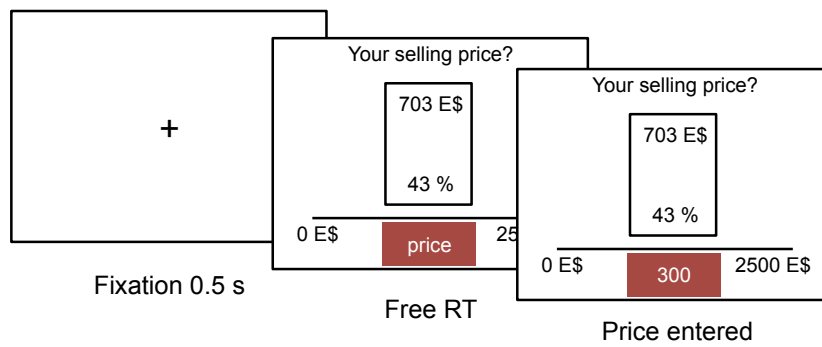 +
Fixation 0.5 s
Your selling price?
703 E$
43 %
0 E$
price
25
Free RT
Your selling price?
703 E$
43 %
0 E$
300
2500 E$
Price entered